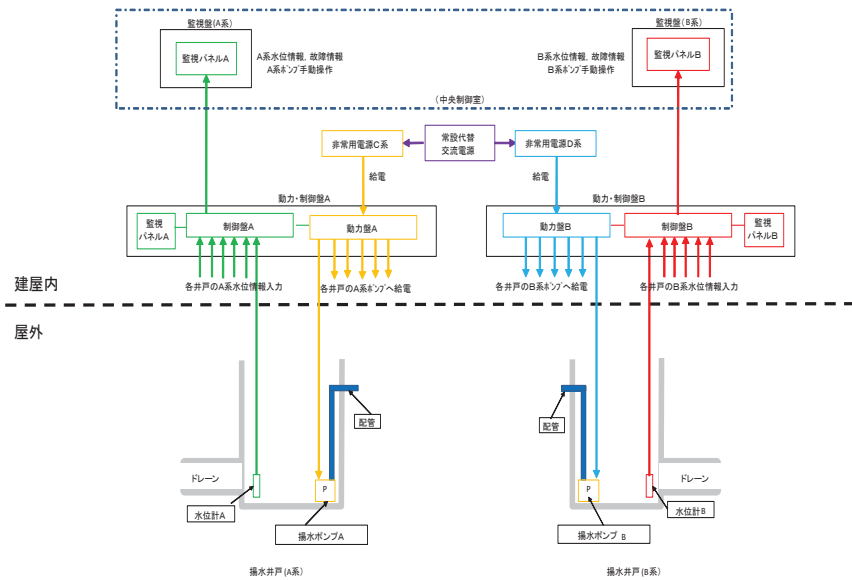 監視盤(A系)
監視盤(B系)
監視パネルA
A系水位情報，故障情報
A系ポンプ手動操作
B系水位情報，故障情報
B系ポンプ手動操作
監視パネルB
(中央制御室)
非常用電源C系
常設代替
交流電源
非常用電源D系
給電
給電
動力・制御盤A
動力・制御盤B
監視
パネルA
制御盤A
動力盤A
動力盤B
制御盤B
監視
パネルB
各井戸のA系水位情報入力
各井戸のA系ポンプへ給電
各井戸のB系ポンプへ給電
各井戸のB系水位情報入力
建屋内
屋外
配管
配管
ドレーン
P
P
ドレーン
水位計A
揚水ポンプA
揚水ポンプ B
水位計B
揚水井戸(A系)
揚水井戸(B系)